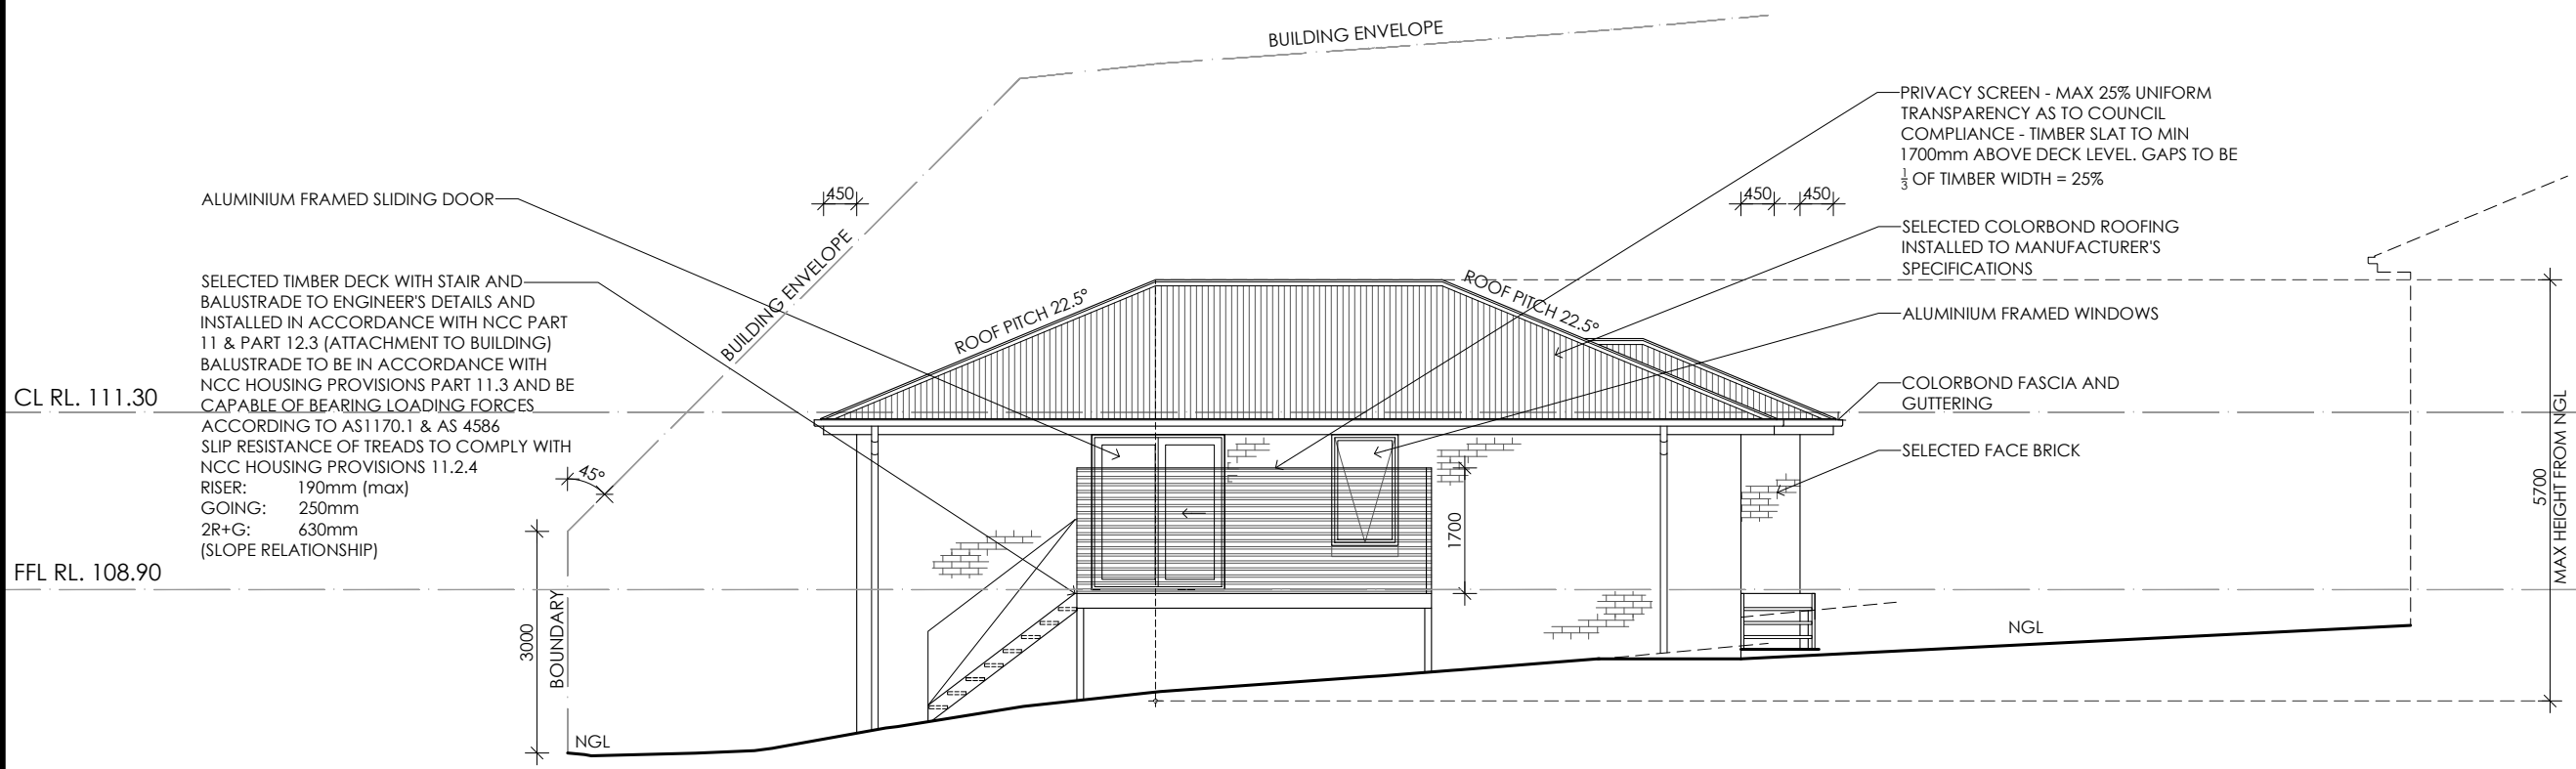 BUILDING ENVELOPE
PRIVACY SCREEN - MAX 25% UNIFORM
TRANSPARENCY AS TO COUNCIL
COMPLIANCE - TIMBER SLAT TO MIN
1700mm ABOVE DECK LEVEL. GAPS TO BE
1/3 OF TIMBER WIDTH = 25%
ALUMINIUM FRAMED SLIDING DOOR
450
450
450
BUILDING ENVELOPE
SELECTED COLORBOND ROOFING
INSTALLED TO MANUFACTURER'S
SPECIFICATIONS
SELECTED TIMBER DECK WITH STAIR AND
BALUSTRADE TO ENGINEER'S DETAILS AND
INSTALLED IN ACCORDANCE WITH NCC PART
11 & PART 12.3 (ATTACHMENT TO BUILDING)
BALUSTRADE TO BE IN ACCORDANCE WITH
NCC HOUSING PROVISIONS PART 11.3 AND BE
CAPABLE OF BEARING LOADING FORCES
ACCORDING TO AS1170.1 & AS 4586
SLIP RESISTANCE OF TREADS TO COMPLY WITH
NCC HOUSING PROVISIONS 11.2.4
RISER: 190mm (max)
GOING: 250mm
2R+G: 630mm
(SLOPE RELATIONSHIP)
ROOF PITCH 22.5°
ROOF PITCH 22.5°
ALUMINIUM FRAMED WINDOWS
COLORBOND FASCIA AND
GUTTERING
SELECTED FACE BRICK
CL RL. 111.30
45°
1700
5700
MAX HEIGHT FROM NGL
FFL RL. 108.90
3000
BOUNDARY
NGL
NGL